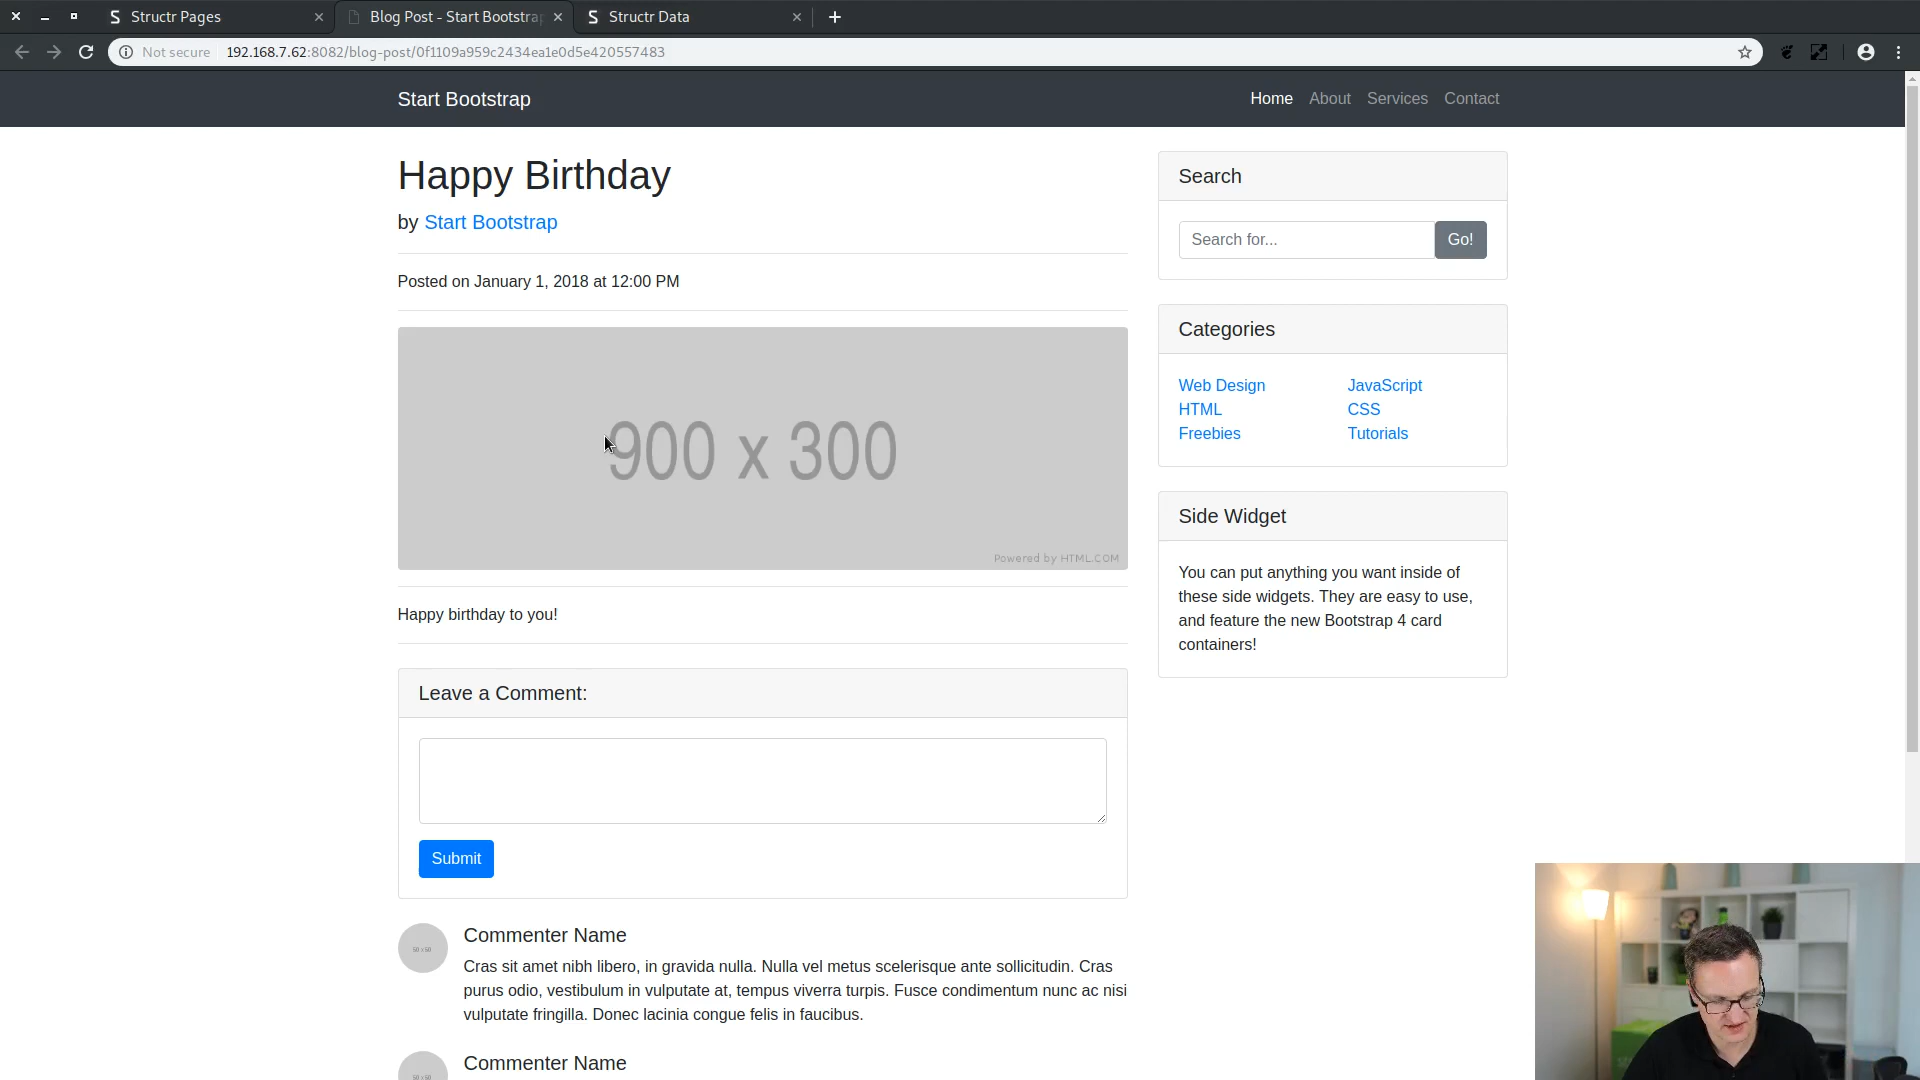 Structr Pages
Blog Post - Start Bootstrap
Structr Data
Not secure 192.168.7.62:8082/blog-post/0f1109a959c2434ea1e0d5e420557483
Start Bootstrap
Home About Services Contact
Happy Birthday
by Start Bootstrap
Posted on January 1, 2018 at 12:00 PM
900 x 300
Powered by HTML.COM
Happy birthday to you!
Leave a Comment:
Submit
Commenter Name
Cras sit amet nibh libero, in gravida nulla. Nulla vel metus scelerisque ante sollicitudin. Cras
purus odio, vestibulum in vulputate at, tempus viverra turpis. Fusce condimentum nunc ac nisi
vulputate fringilla. Donec lacinia congue felis in faucibus.
Commenter Name
Search
Search for...
Go!
Categories
Web Design
HTML
Freebies
JavaScript
CSS
Tutorials
Side Widget
You can put anything you want inside of
these side widgets. They are easy to use,
and feature the new Bootstrap 4 card
containers!